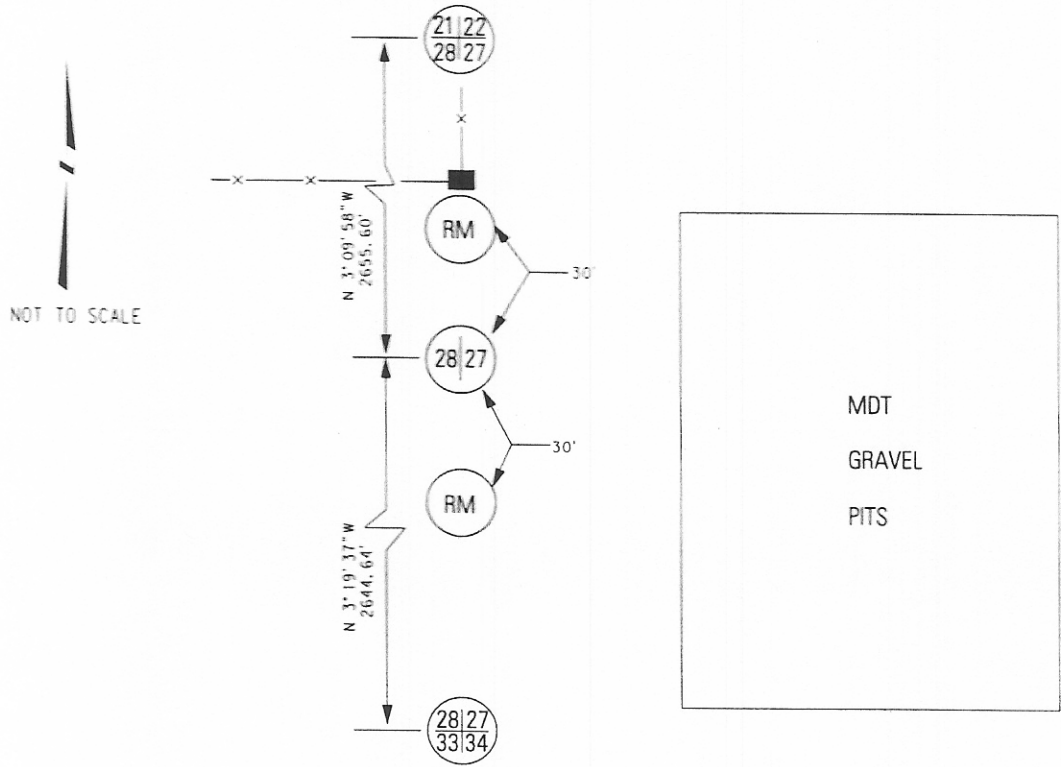 21 22
28 27
RM
30'
N 3° 09' 58" W
2655.60'
NOT TO SCALE
28 27
MDT
GRAVEL
PITS
30'
RM
N 3° 19' 37" W
2644.64'
28 27
33 34